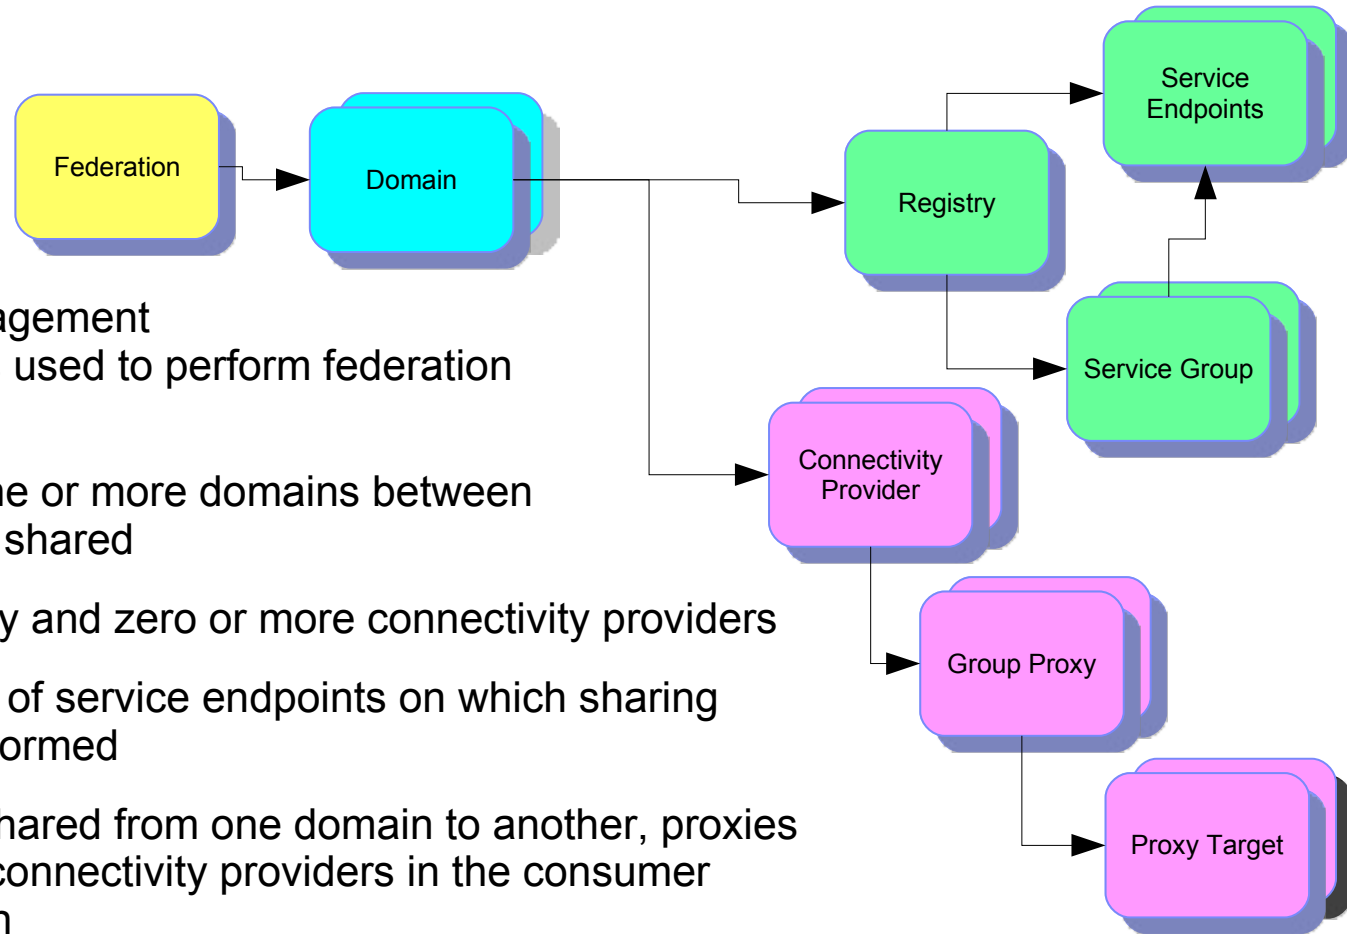 Service
Endpoints
Federation
Domain
Registry
Service Group
agement
used to perform federation
Connectivity
Provider
ne or more domains between
shared
y and zero or more connectivity providers
Group Proxy
of service endpoints on which sharing
ormed
hared from one domain to another, proxies
connectivity providers in the consumer
Proxy Target